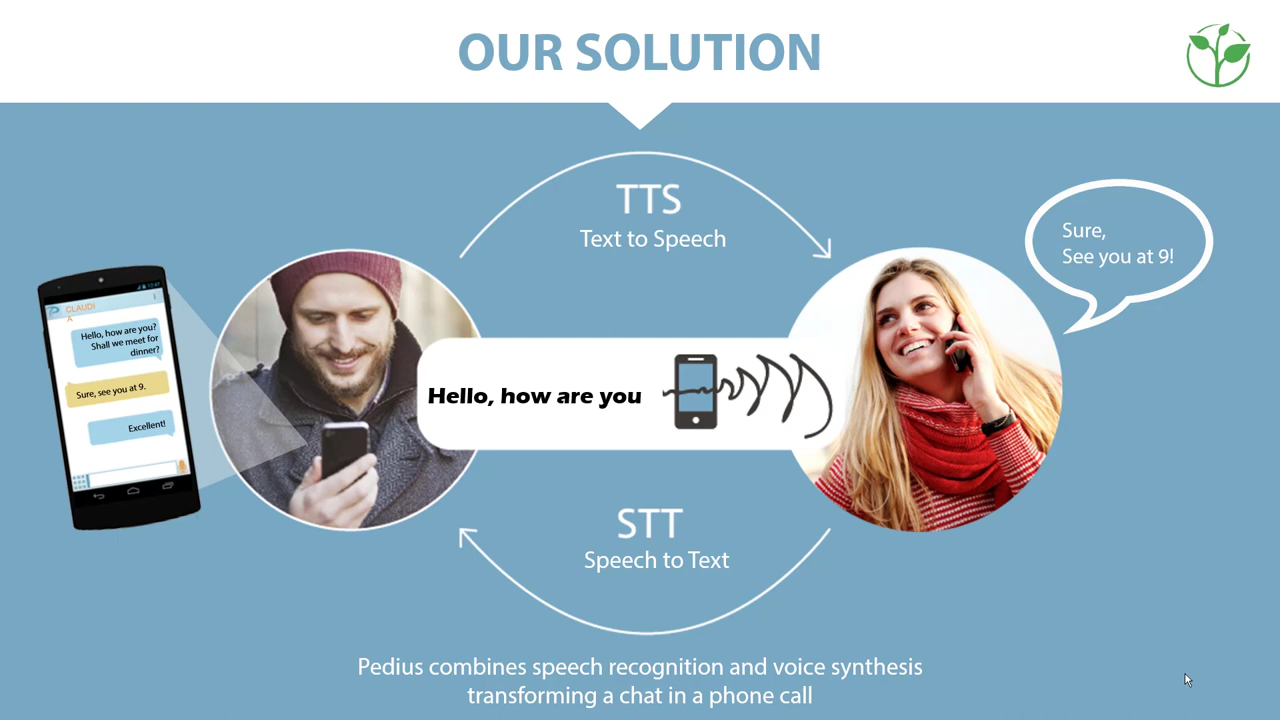 OUR SOLUTION
TTS
Text to Speech
Sure,
See you at 9!
CLAUDI
A
Hello, how are you?
Shall we meet for
dinner?
Sure, see you at 9.
Excellent!
Hello, how are you
STT
Speech to Text
Pedius combines speech recognition and voice synthesis
transforming a chat in a phone call